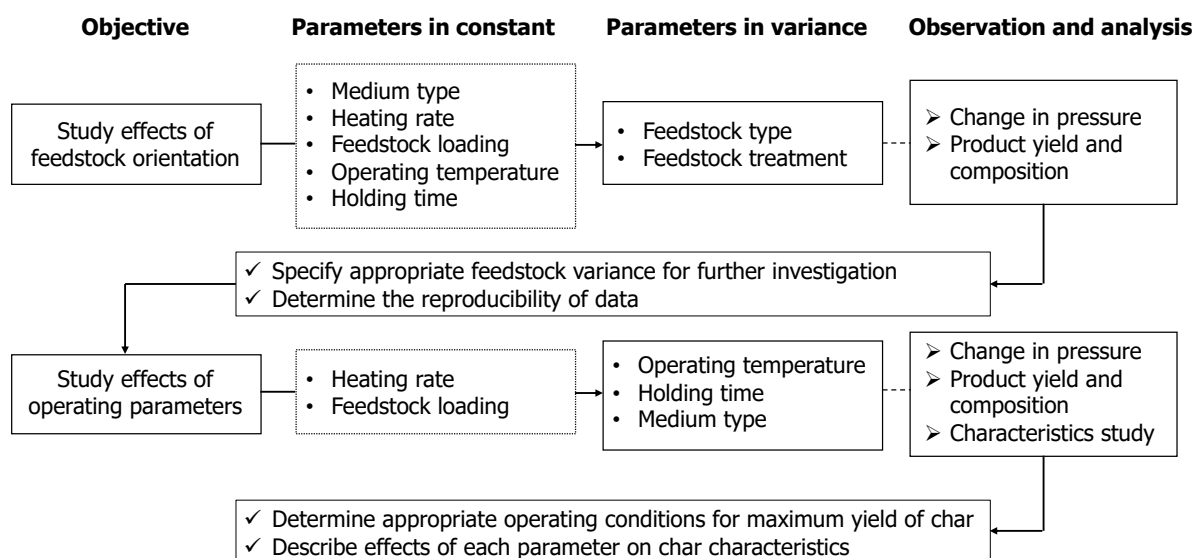 Objective
Parameters in constant
Parameters in variance
Observation and analysis
Study effects of
feedstock orientation
• Medium type
• Heating rate
• Feedstock loading
• Operating temperature
• Holding time
• Feedstock type
• Feedstock treatment
➢ Change in pressure
➢ Product yield and
composition
✓ Specify appropriate feedstock variance for further investigation
✓ Determine the reproducibility of data
Study effects of
operating parameters
• Heating rate
• Feedstock loading
• Operating temperature
• Holding time
• Medium type
➢ Change in pressure
➢ Product yield and
composition
➢ Characteristics study
✓ Determine appropriate operating conditions for maximum yield of char
✓ Describe effects of each parameter on char characteristics